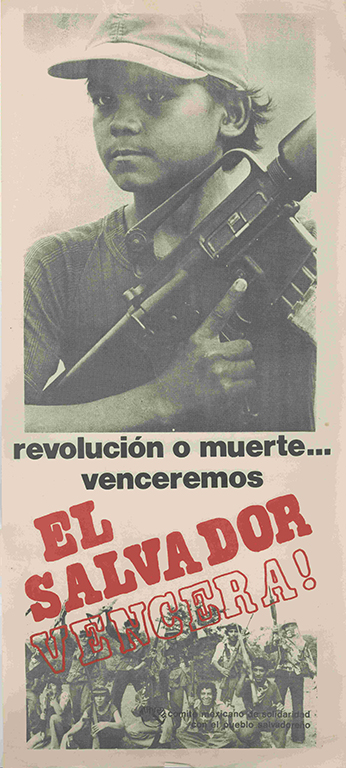 revolución o muerte...
venceremos
EL
SALVADOR
VENCERA!
comité mexicano de solidaridad
con el pueblo salvadoreño